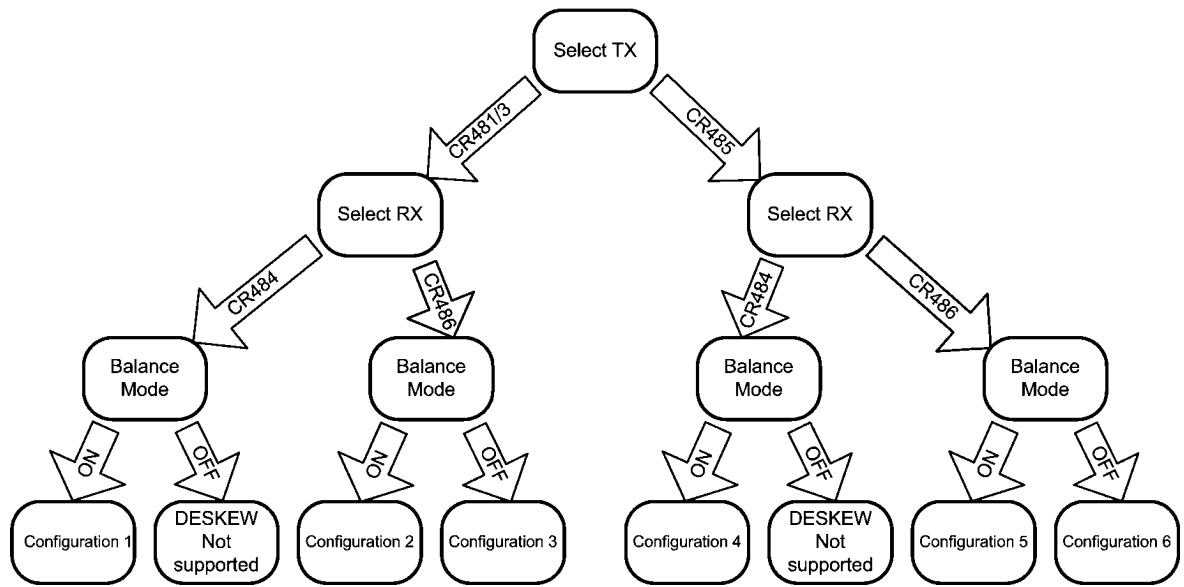 Select TX
CR481/3
CR485
Select RX
Select RX
CR484
CR486
CR484
CR486
Balance
Mode
Balance
Mode
Balance
Mode
Balance
Mode
ON
OFF
ON
OFF
ON
OFF
ON
OFF
Configuration 1
DESKEW
Not
supported
Configuration 2
Configuration 3
Configuration 4
DESKEW
Not
supported
Configuration 5
Configuration 6